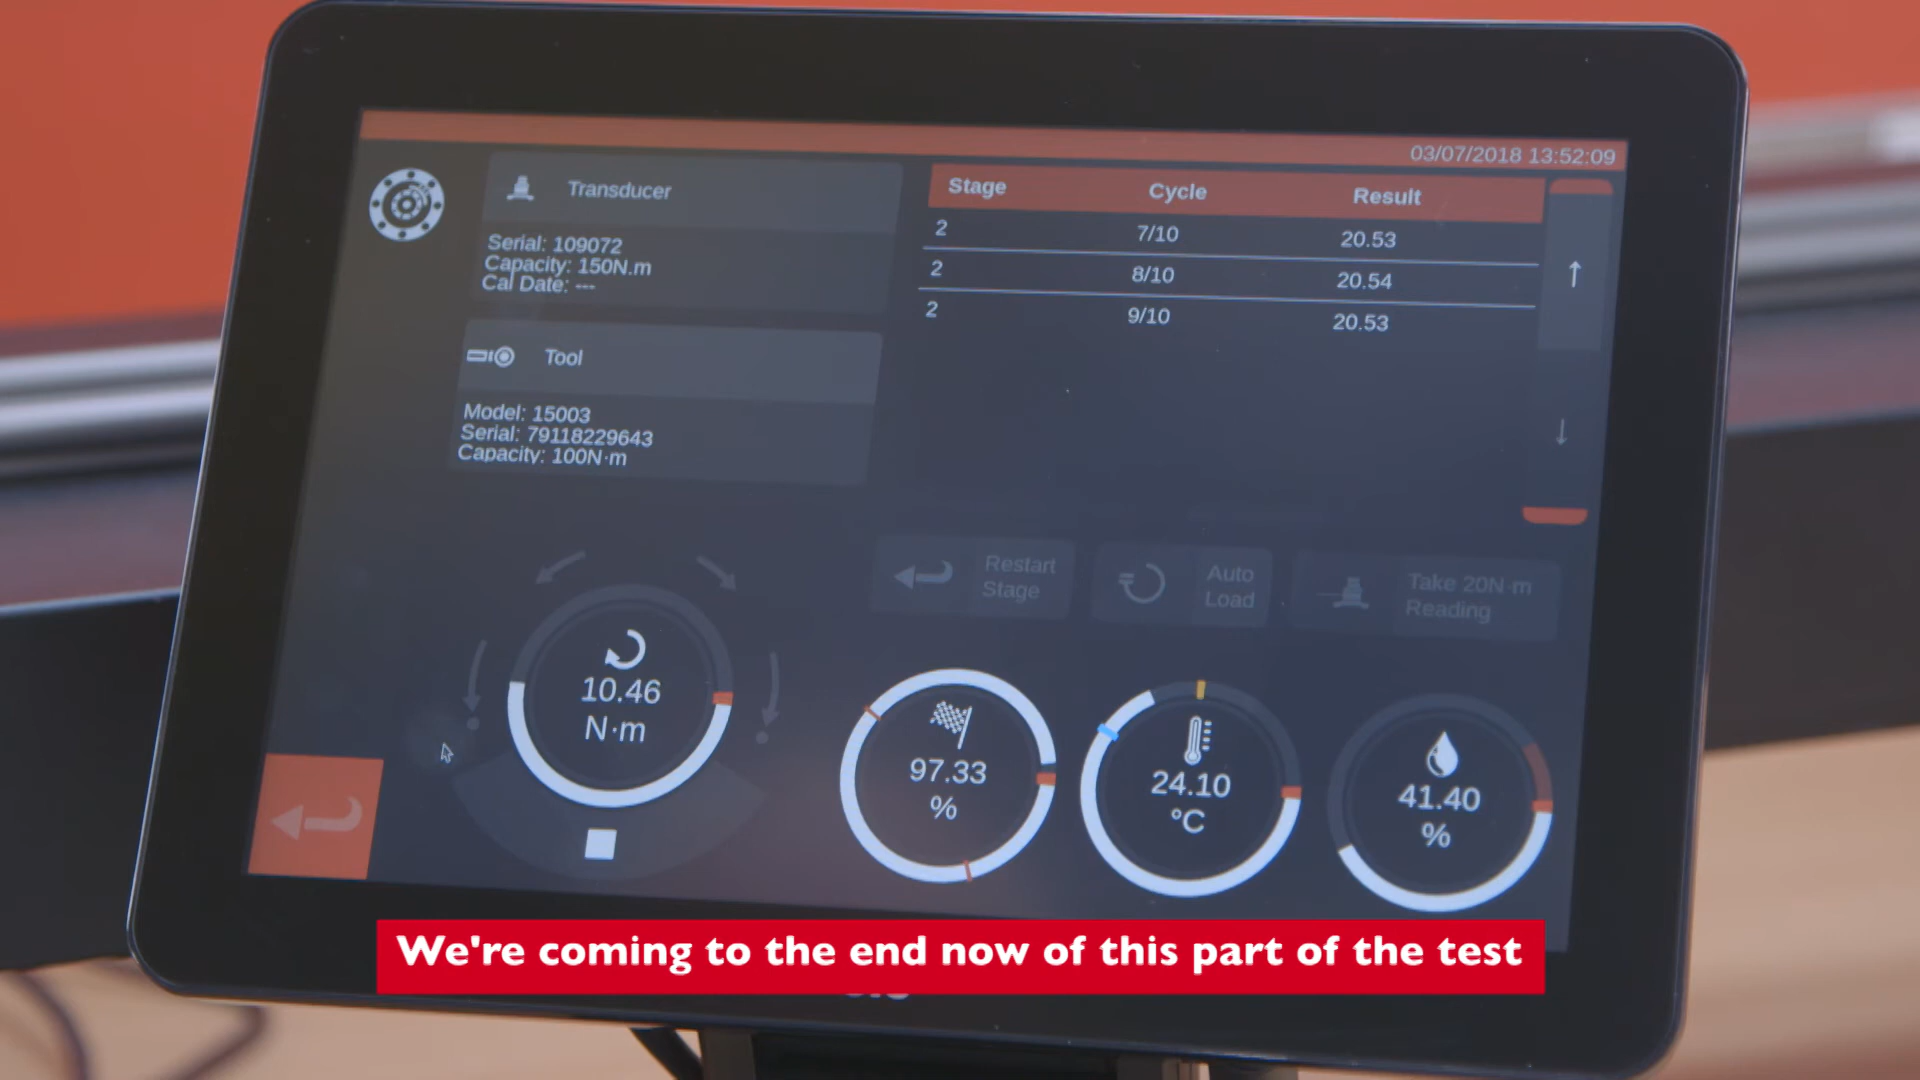 03/07/2018 13:52:09
Transducer
Serial: 109072
Capacity: 150N.m
Cal Date: ---
Tool
Model: 15003
Serial: 79118229643
Capacity: 100N·m
Stage Cycle Result
2 7/10 20.53
2 8/10 20.54
2 9/10 20.53
Restart
Stage
Auto
Load
Take 20N·m
Reading
10.46
N·m
97.33
%
24.10
°C
41.40
%
We're coming to the end now of this part of the test